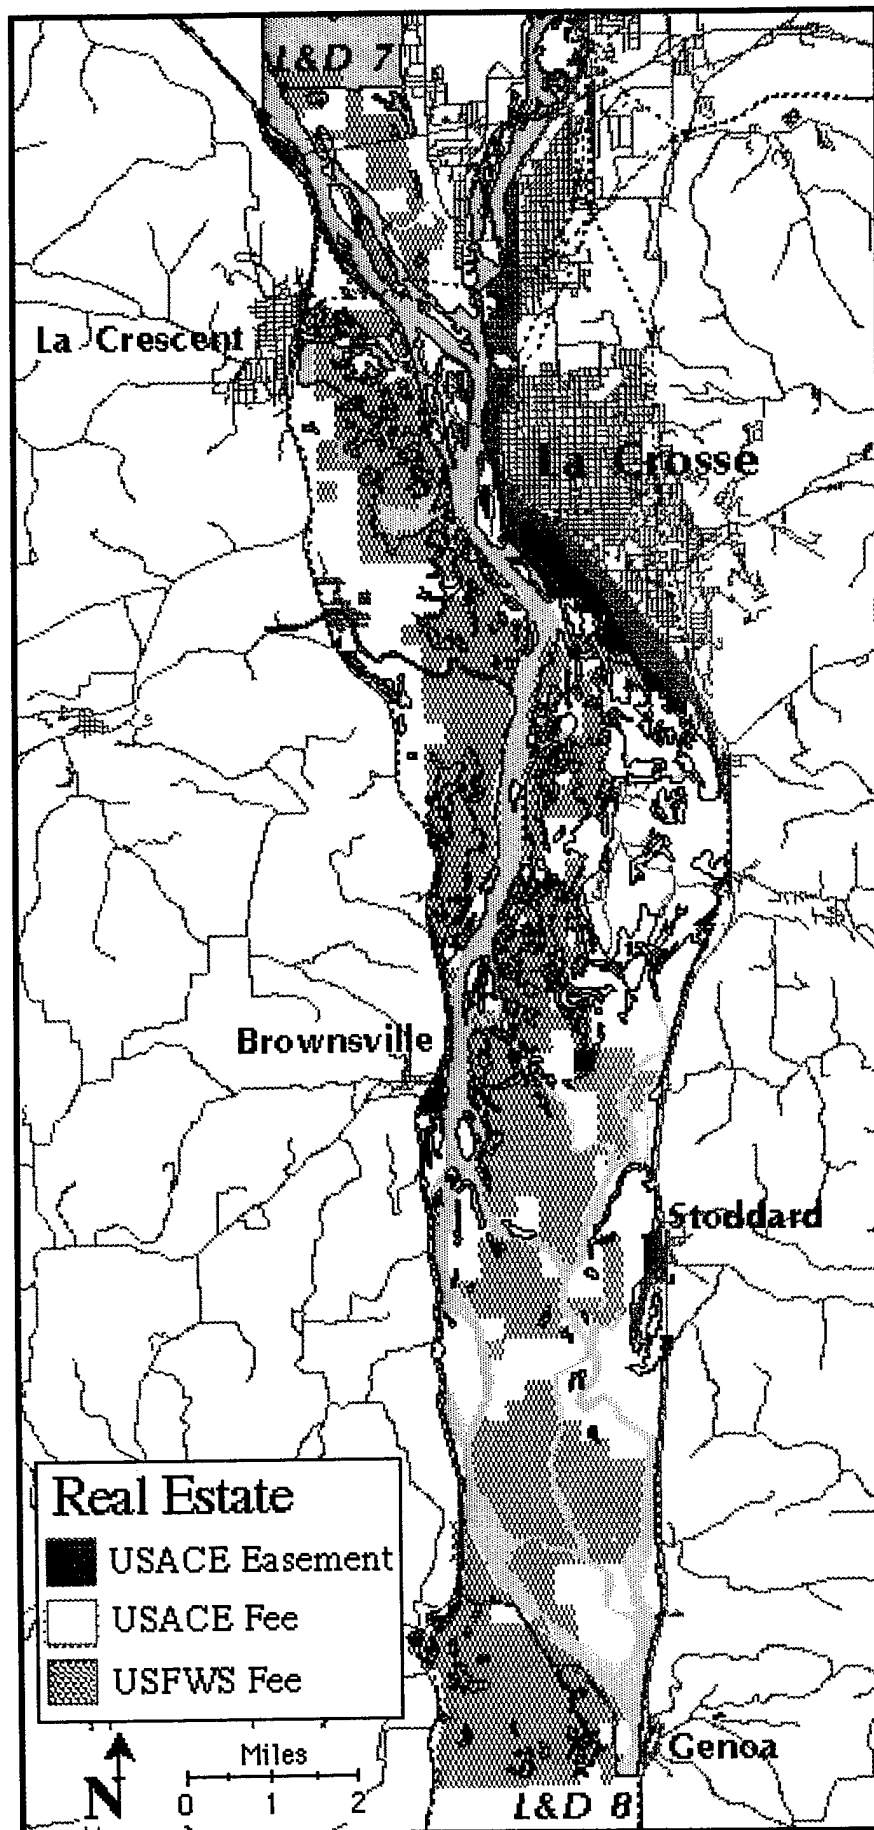 L&D 7
La Crescent
La Crosse
Brownsville
Stoddard
Real Estate
USACE Easement
USACE Fee
USFWS Fee
Genoa
Miles
N
0 1 2
L&D 8